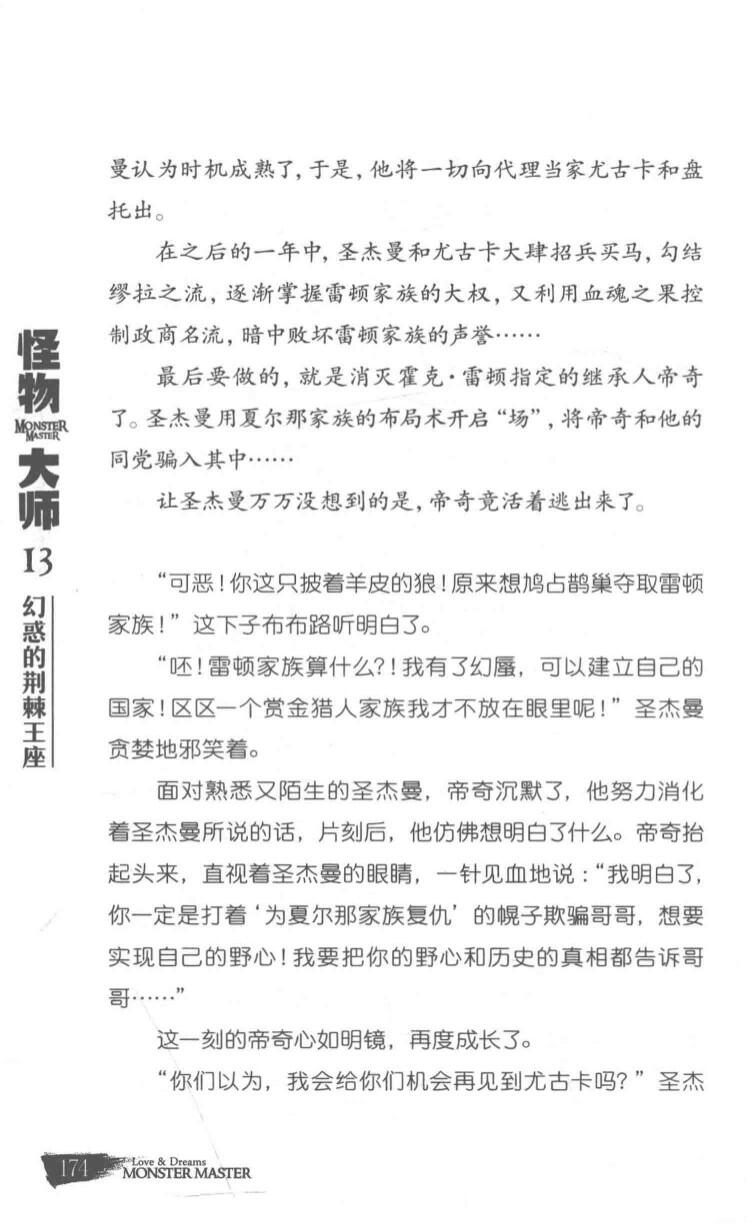 曼认为时机成熟了，于是，他将一切向代理当家尤古卡和盘
托出。
在之后的一年中，圣杰曼和尤古卡大肆招兵买马，勾结
缪拉之流，逐渐掌握雷顿家族的大权，又利用血魂之果控
制政商名流，暗中败坏雷顿家族的声誉……
最后要做的，就是消灭霍克·雷顿指定的继承人帝奇
了。圣杰曼用夏尔那家族的布局术开启“场”，将帝奇和他的
同党骗入其中……
让圣杰曼万万没想到的是，帝奇竟活着逃出来了。
“可恶！你这只披着羊皮的狼！原来想鸠占鹊巢夺取雷顿
家族！”这下子布布路听明白了。
“呸！雷顿家族算什么？！我有了幻蜃，可以建立自己的
国家！区区一个赏金猎人家族我才不放在眼里呢！”圣杰曼
贪婪地邪笑着。
面对熟悉又陌生的圣杰曼，帝奇沉默了，他努力消化
着圣杰曼所说的话，片刻后，他仿佛想明白了什么。帝奇抬
起头来，直视着圣杰曼的眼睛，一针见血地说：“我明白了，
你一定是打着‘为夏尔那家族复仇’的幌子欺骗哥哥，想要
实现自己的野心！我要把你的野心和历史的真相都告诉哥
哥……”
这一刻的帝奇心如明镜，再度成长了。
“你们以为，我会给你们机会再见到尤古卡吗？”圣杰
怪物
MONSTER
MASTER
大师
13
幻惑的荆棘王座
174
Love & Dreams
MONSTER MASTER